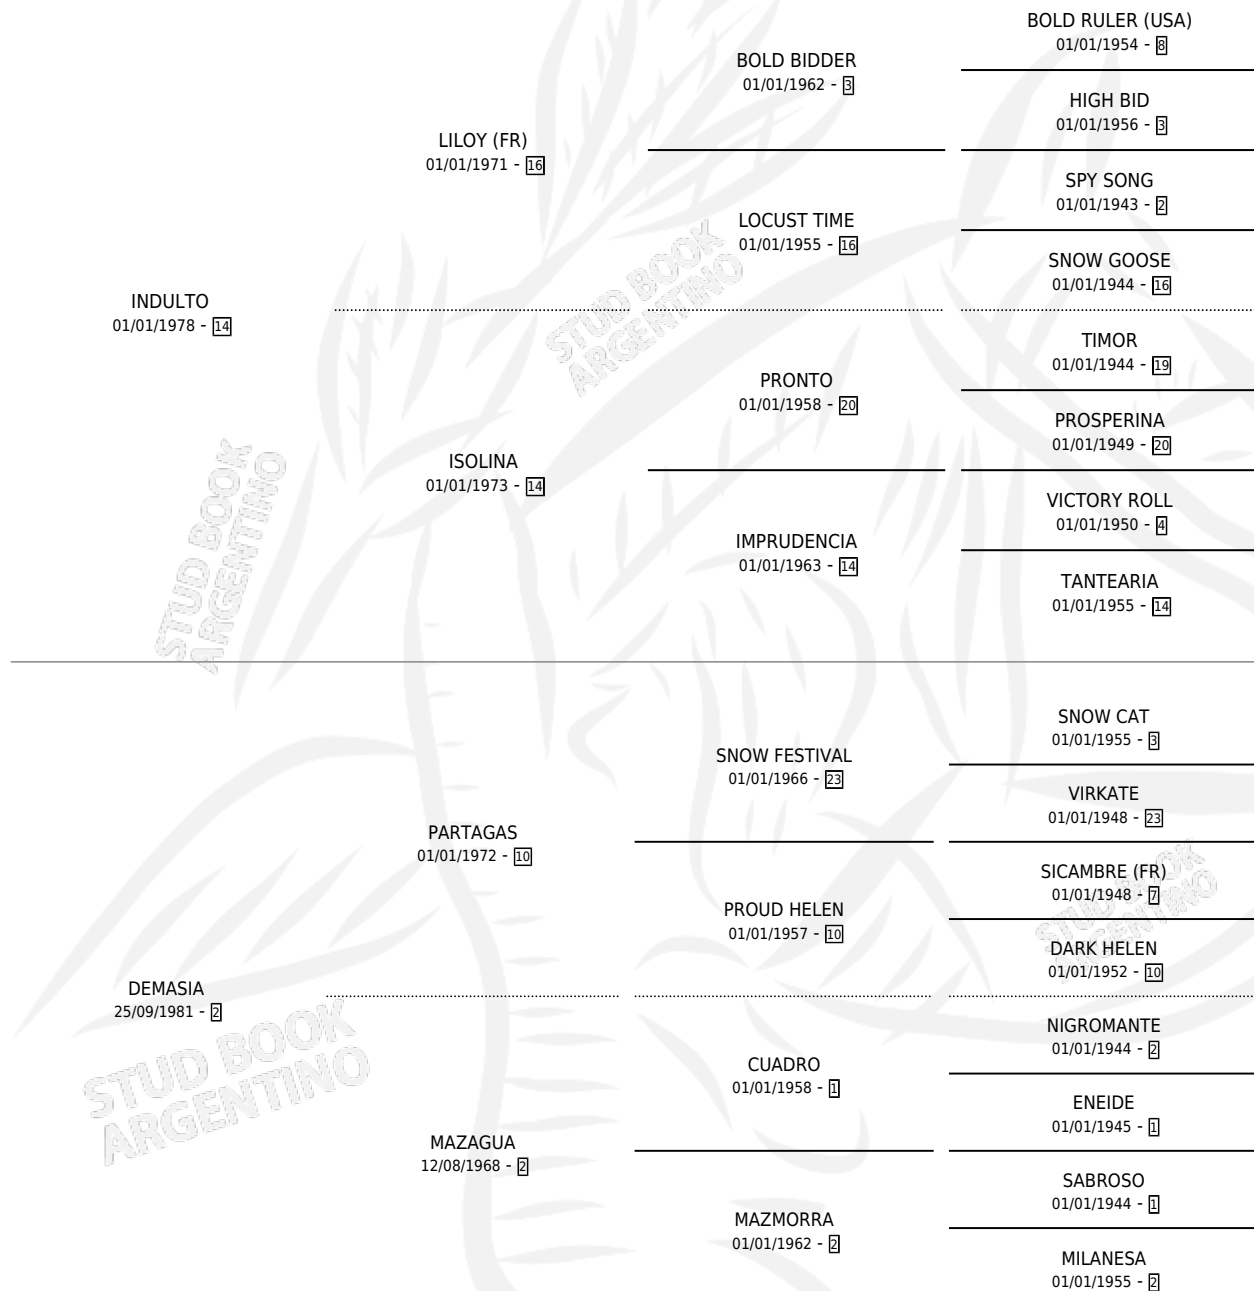 BOLD RULER (USA)
01/01/1954 - 8
BOLD BIDDER
01/01/1962 - 3
HIGH BID
01/01/1956 - 3
LILOY (FR)
01/01/1971 - 16
SPY SONG
01/01/1943 - 2
LOCUST TIME
01/01/1955 - 16
SNOW GOOSE
01/01/1944 - 16
INDULTO
01/01/1978 - 14
TIMOR
01/01/1944 - 19
PRONTO
01/01/1958 - 20
PROSPERINA
01/01/1949 - 20
ISOLINA
01/01/1973 - 14
VICTORY ROLL
01/01/1950 - 4
IMPRUDENCIA
01/01/1963 - 14
TANTEARIA
01/01/1955 - 14
SNOW CAT
01/01/1955 - 3
SNOW FESTIVAL
01/01/1966 - 23
VIRKATE
01/01/1948 - 23
PARTAGAS
01/01/1972 - 10
SICAMBRE (FR)
01/01/1948 - 7
PROUD HELEN
01/01/1957 - 10
DARK HELEN
01/01/1952 - 10
DEMASIA
25/09/1981 - 2
NIGROMANTE
01/01/1944 - 2
CUADRO
01/01/1958 - 1
ENEIDE
01/01/1945 - 1
MAZAGUA
12/08/1968 - 2
SABROSO
01/01/1944 - 1
MAZMORRA
01/01/1962 - 2
MILANESA
01/01/1955 - 2
STUD BOOK
ARGENTINO
STUD BOOK
ARGENTINO
STUD BOOK
ARGENTINO
STUD BOOK
ARGENTINO